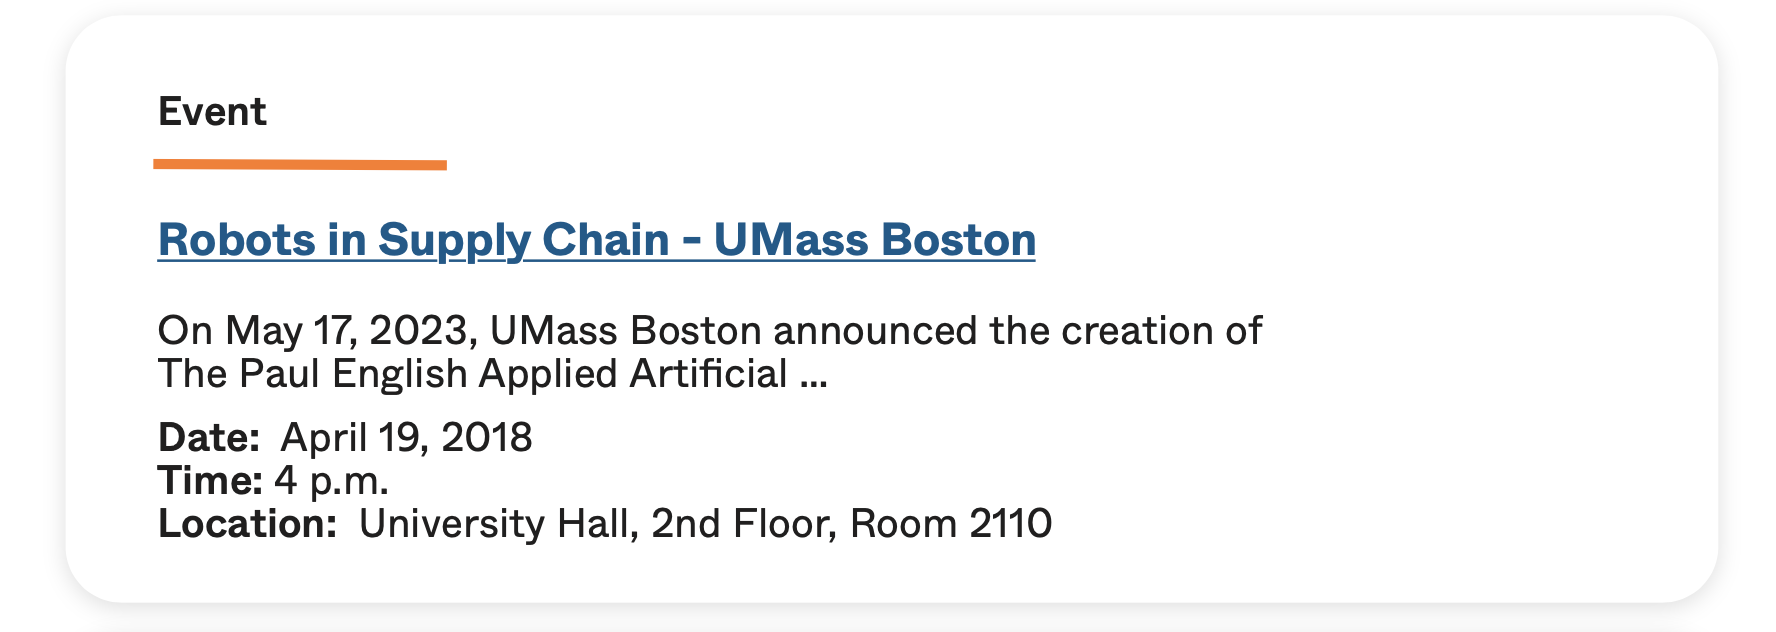 Event
Robots in Supply Chain - UMass Boston
On May 17, 2023, UMass Boston announced the creation of
The Paul English Applied Artificial ...
Date: April 19, 2018
Time: 4 p.m.
Location: University Hall, 2nd Floor, Room 2110